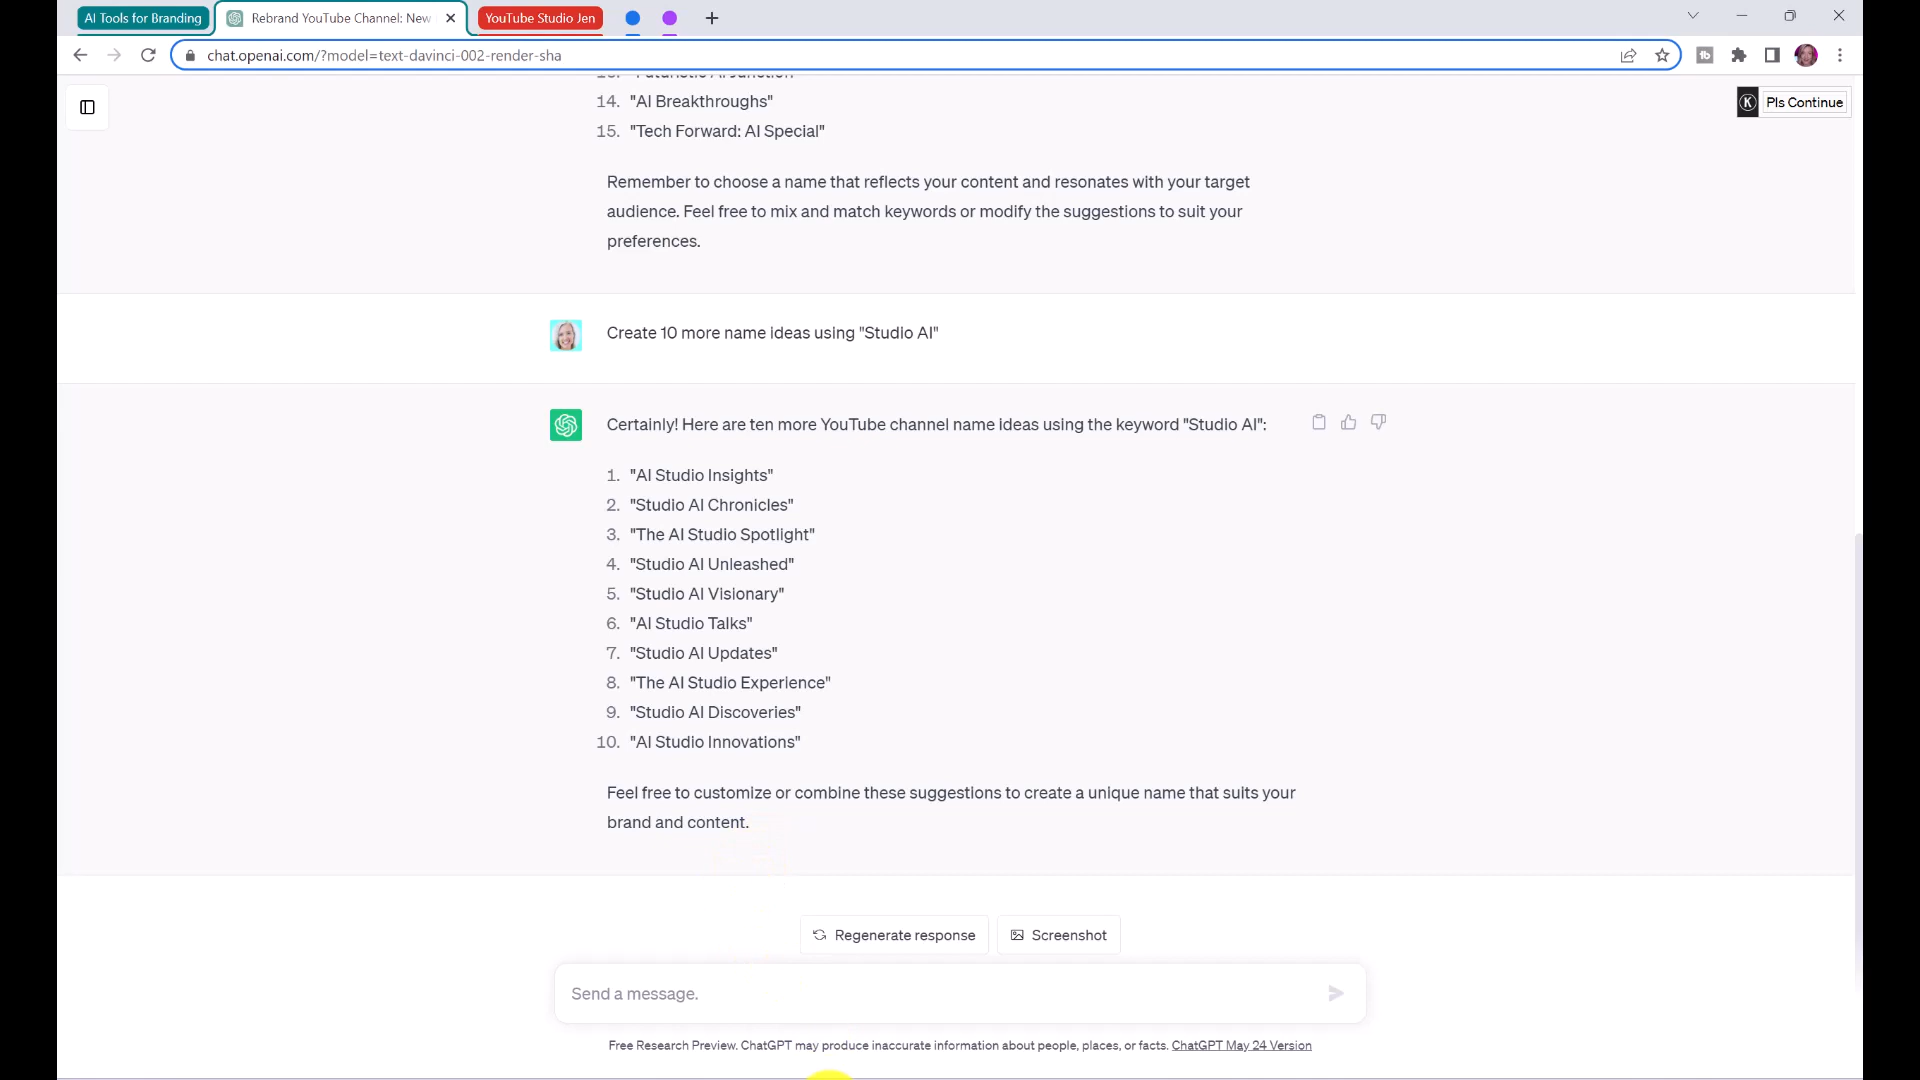 AI Tools for Branding
Rebrand YouTube Channel: New
YouTube Studio Jen
chat.openai.com/?model=text-davinci-002-render-sha
Pls Continue
14. "AI Breakthroughs"
15. "Tech Forward: AI Special"
Remember to choose a name that reflects your content and resonates with your target
audience. Feel free to mix and match keywords or modify the suggestions to suit your
preferences.
Create 10 more name ideas using "Studio AI"
Certainly! Here are ten more YouTube channel name ideas using the keyword "Studio AI":
1. "AI Studio Insights"
2. "Studio AI Chronicles"
3. "The AI Studio Spotlight"
4. "Studio AI Unleashed"
5. "Studio AI Visionary"
6. "AI Studio Talks"
7. "Studio AI Updates"
8. "The AI Studio Experience"
9. "Studio AI Discoveries"
10. "AI Studio Innovations"
Feel free to customize or combine these suggestions to create a unique name that suits your
brand and content.
Regenerate response
Screenshot
Send a message.
Free Research Preview. ChatGPT may produce inaccurate information about people, places, or facts. ChatGPT May 24 Version